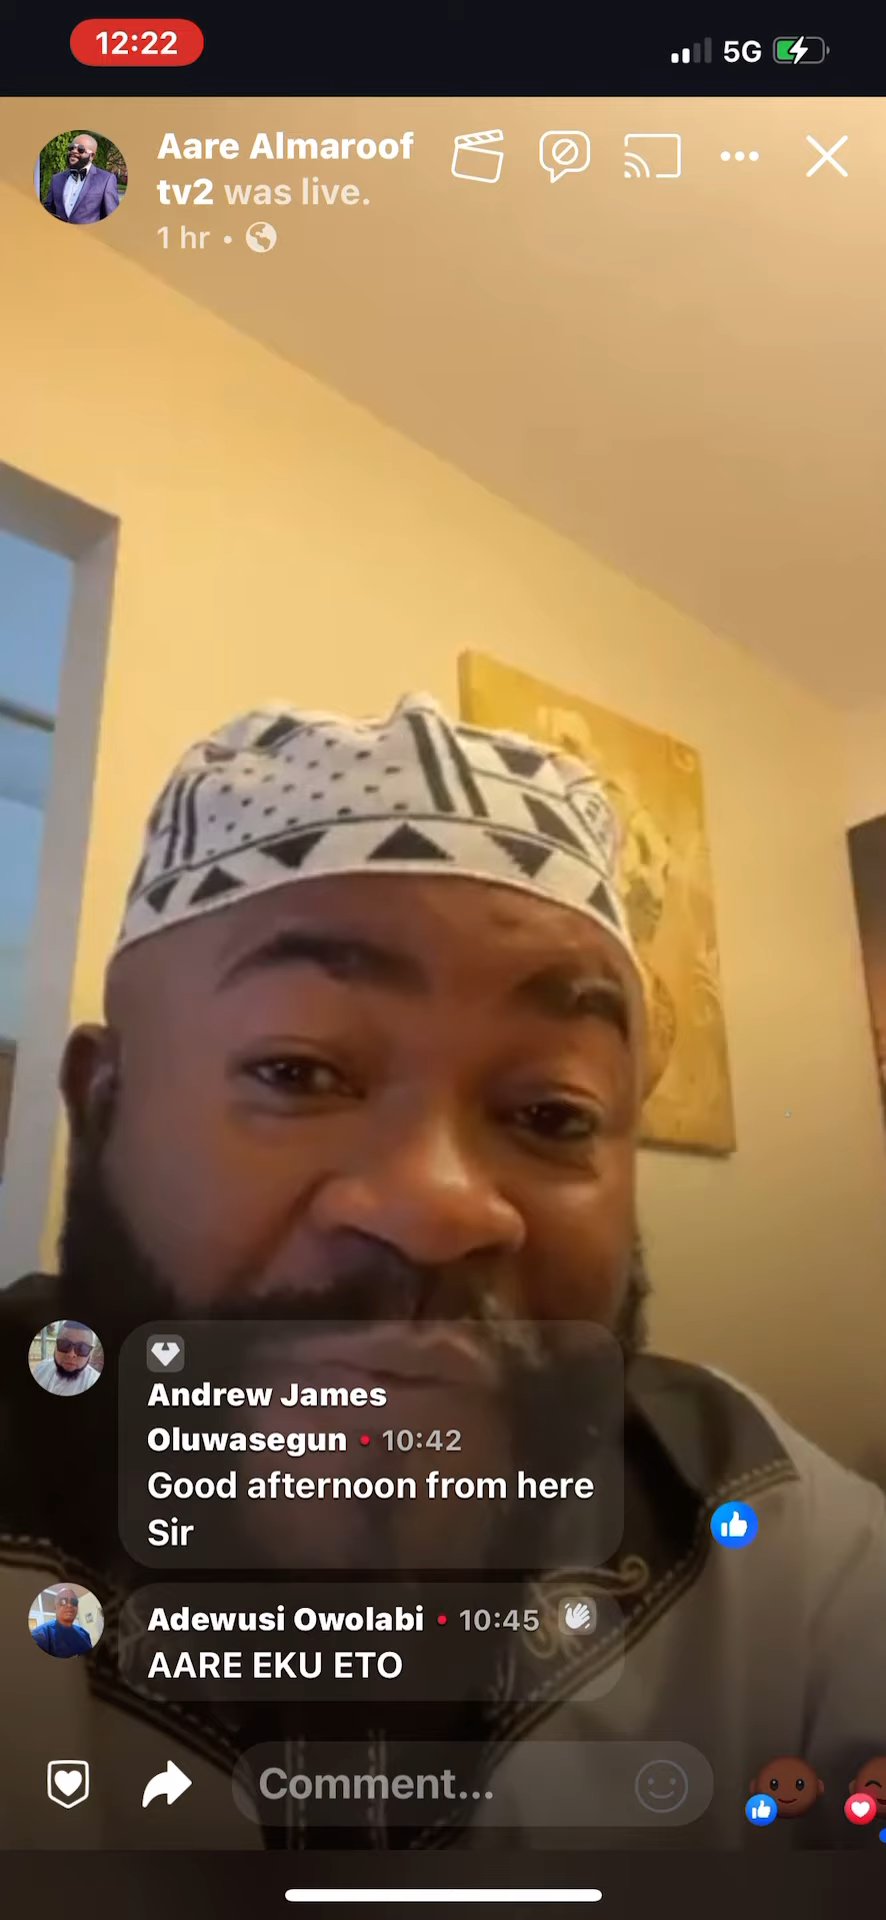 12:22
5G
Aare Almaroof
tv2 was live.
1 hr •
Andrew James
Oluwasegun • 10:42
Good afternoon from here
Sir
Adewusi Owolabi • 10:45
AARE EKU ETO
Comment...